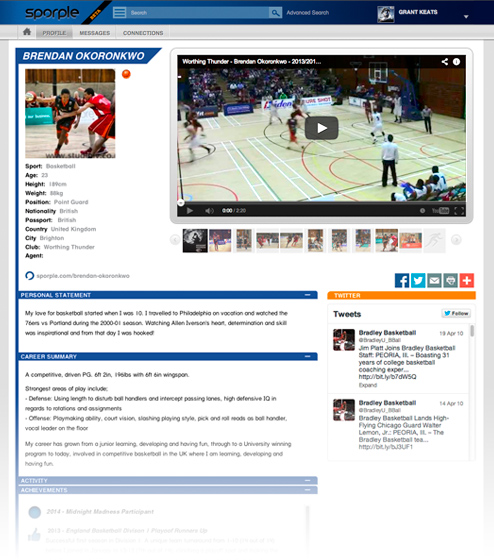 sporple BETA
Search
Advanced Search
GRANT KEATS
PROFILE MESSAGES CONNECTIONS
BRENDAN OKORONKWO
Sport: Basketball
Age: 23
Height: 189cm
Weight: 88kg
Position: Point Guard
Nationality British
Passport: British
Country United Kingdom
City Brighton
Club: Worthing Thunder
Agent:
sporple.com/brendan-okoronkwo
Worthing Thunder - Brendan Okoronkwo - 2013/201...
0:00 / 2:20
YouTube
PERSONAL STATEMENT
My love for basketball started when I was 10. I travelled to Philadelphia on vacation and watched the
76ers vs Portland during the 2000-01 season. Watching Allen Iverson's heart, determination and skill
was inspirational and from that day I was hooked!
CAREER SUMMARY
A competitive, driven PG. 6ft 2in, 196lbs with 6ft 6in wingspan.
Strongest areas of play include;
- Defense: Using length to disturb ball handlers and intercept passing lanes, high defensive IQ in
regards to rotations and assignments
- Offense: Playmaking ability, court vision, slashing playing style, pick and roll reads as ball handler,
vocal leader on the floor
My career has grown from a junior learning, developing and having fun, through to a University winning
program to today, involved in competitive basketball in the UK where I am learning, developing and
having fun.
ACTIVITY
ACHIEVEMENTS
2014 - Midnight Madness Participant
2013 - England Basketball Division 1 Playoff Runners Up
TWITTER
Tweets
Follow
Bradley Basketball 19 Apr 10
@BradleyU_BBall
Jim Platt Joins Bradley Basketball
Staff: PEORIA, Ill. – Boasting 31
years of college basketball
coaching exper...
http://bit.ly/b7dW5Q
Expand
Bradley Basketball 14 Apr 10
@BradleyU_BBall
Bradley Basketball Lands High-
Flying Chicago Guard Walter
Lemon, Jr.: PEORIA, Ill. – The
Bradley Basketball tea...
http://bit.ly/bJ3UF1